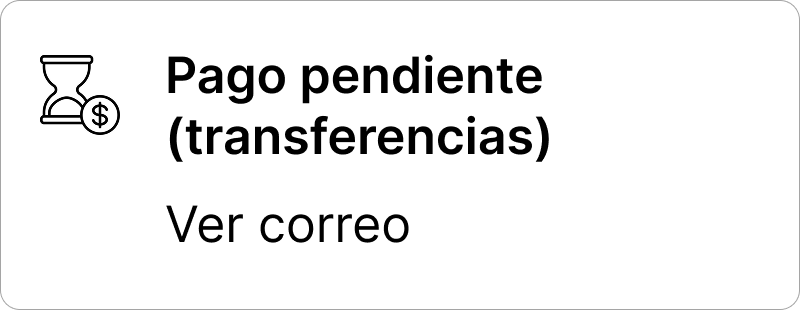 Pago pendiente
(transferencias)
Ver correo
$